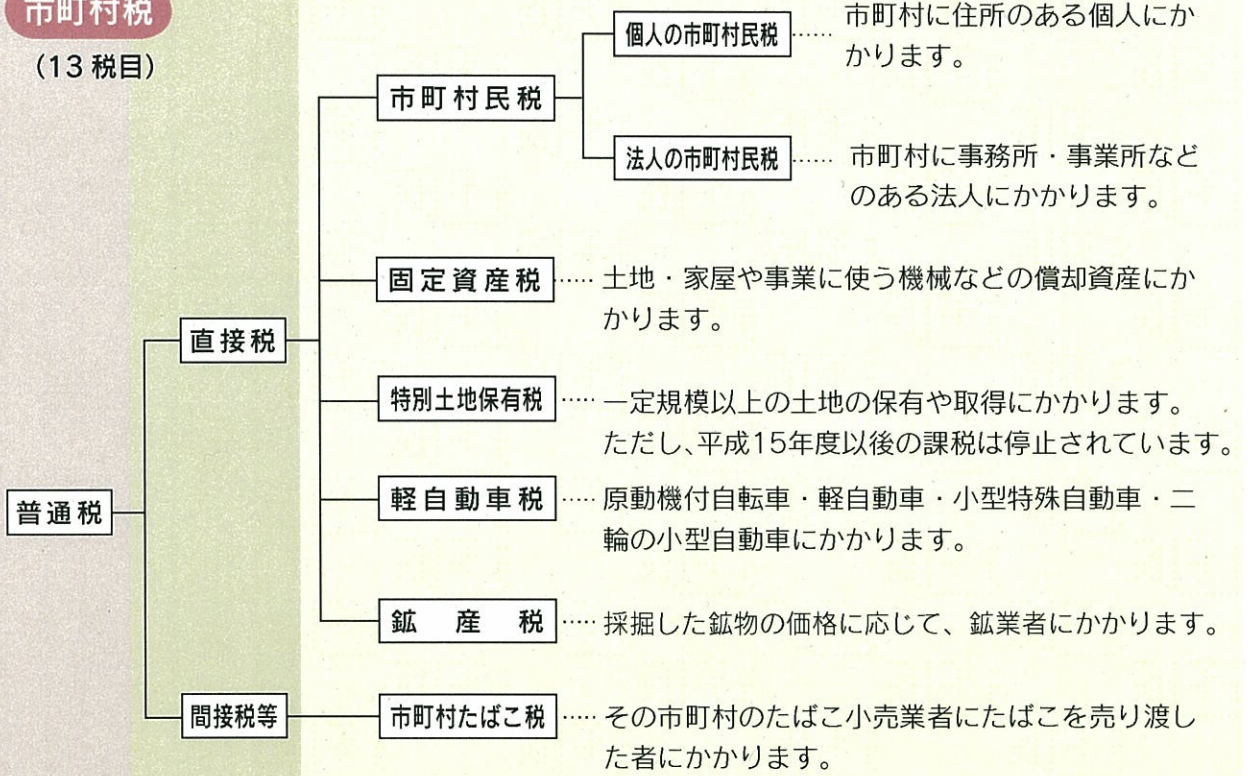 市町村税
(13税目)
普通税
直接税
市町村民税
個人の市町村民税……市町村に住所のある個人にか
かります。
法人の市町村民税……市町村に事務所・事業所など
のある法人にかかります。
固定資産税……土地・家屋や事業に使う機械などの償却資産にか
かります。
特別土地保有税……一定規模以上の土地の保有や取得にかかります。
ただし、平成15年度以後の課税は停止されています。
軽自動車税……原動機付自転車・軽自動車・小型特殊自動車・二
輪の小型自動車にかかります。
鉱産税……採掘した鉱物の価格に応じて、鉱業者にかかります。
間接税等
市町村たばこ税……その市町村のたばこ小売業者にたばこを売り渡し
た者にかかります。